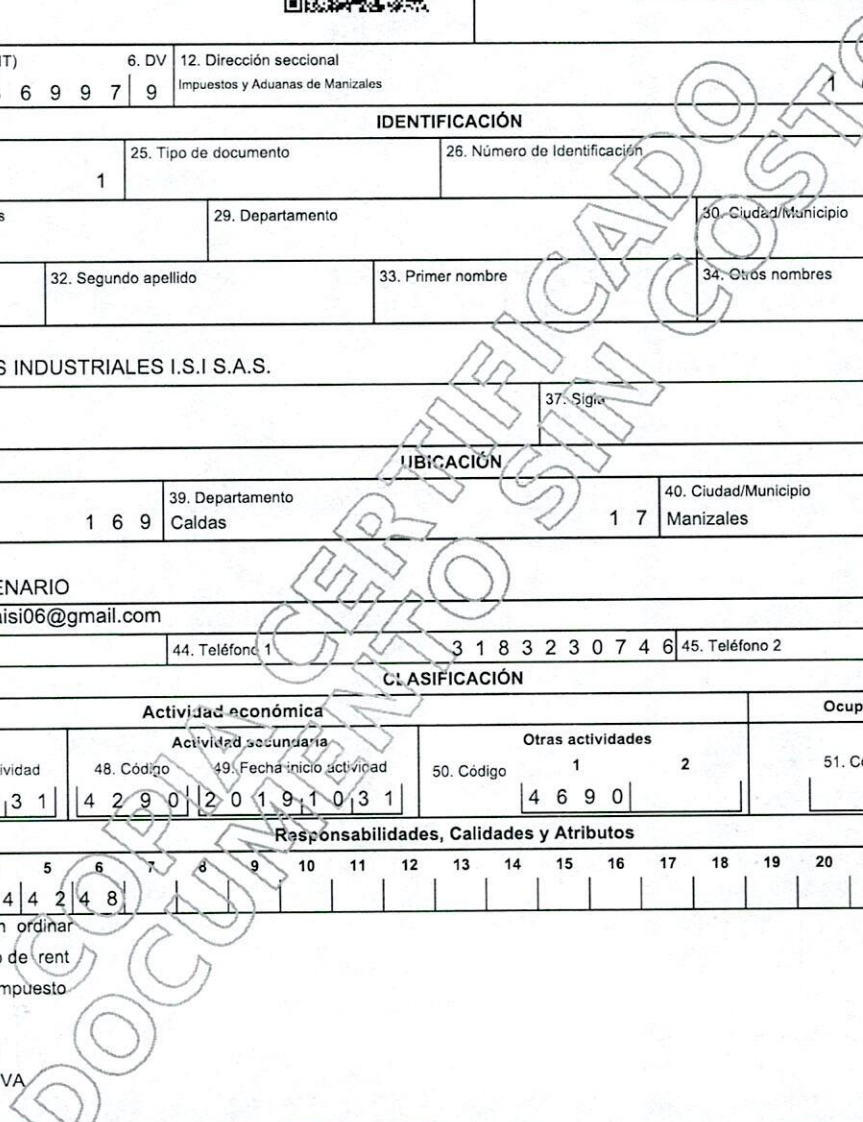 IT) 6. DV 12. Dirección seccional
6 9 9 7 9 Impuestos y Aduanas de Manizales 1
IDENTIFICACIÓN
25. Tipo de documento 26. Número de Identificación
1
29. Departamento 30. Ciudad/Municipio
32. Segundo apellido 33. Primer nombre 34. Otros nombres
S INDUSTRIALES I.S.I S.A.S.
37. Sigla
UBICACIÓN
39. Departamento 40. Ciudad/Municipio
1 6 9 Caldas 1 7 Manizales
ENARIO
isi06@gmail.com
44. Teléfono 1 3 1 8 3 2 3 0 7 4 6 45. Teléfono 2
CLASIFICACIÓN
Actividad económica Ocup
Actividad secundaria Otras actividades
ividad 48. Código 49. Fecha inicio actividad 50. Código 1 2 51. Có
3 1 4 2 9 0 2 0 1 9 1 0 3 1 4 6 9 0
Responsabilidades, Calidades y Atributos
5 6 7 8 9 10 11 12 13 14 15 16 17 18 19 20
4 4 2 4 8
n ordinar
o de rent
mpuesto
VA
COPIA CERTIFICADO
DOCUMENTO SIN COSTO